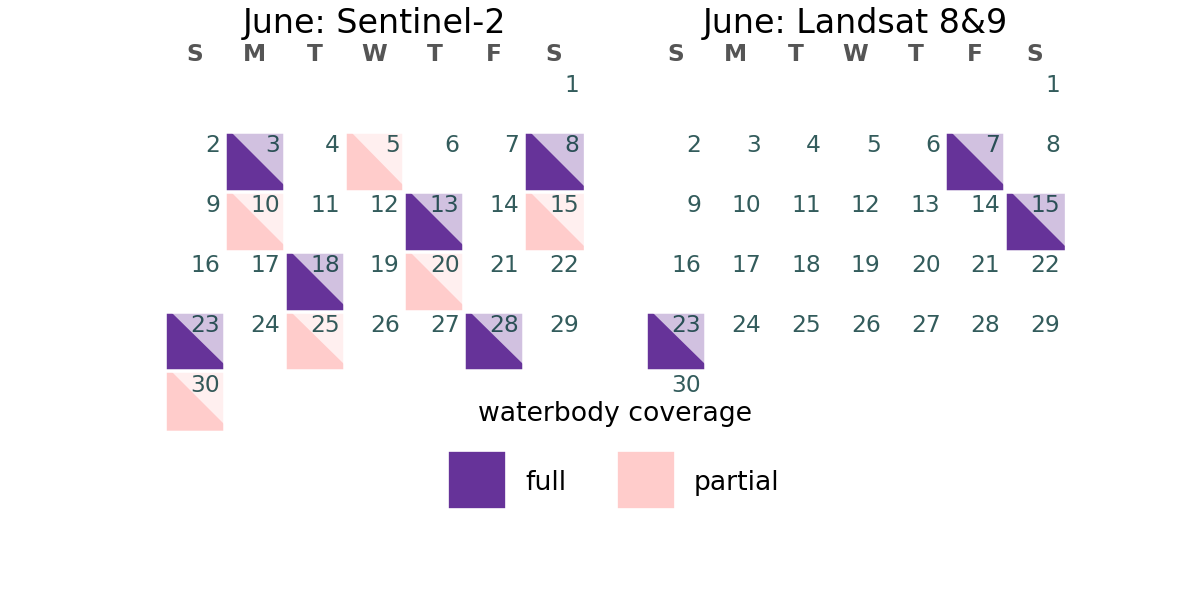 June: Sentinel-2
S M T W T F S
1
2 3 4 5 6 7 8
9 10 11 12 13 14 15
16 17 18 19 20 21 22
23 24 25 26 27 28 29
30
June: Landsat 8&9
S M T W T F S
1
2 3 4 5 6 7 8
9 10 11 12 13 14 15
16 17 18 19 20 21 22
23 24 25 26 27 28 29
30
waterbody coverage
full partial